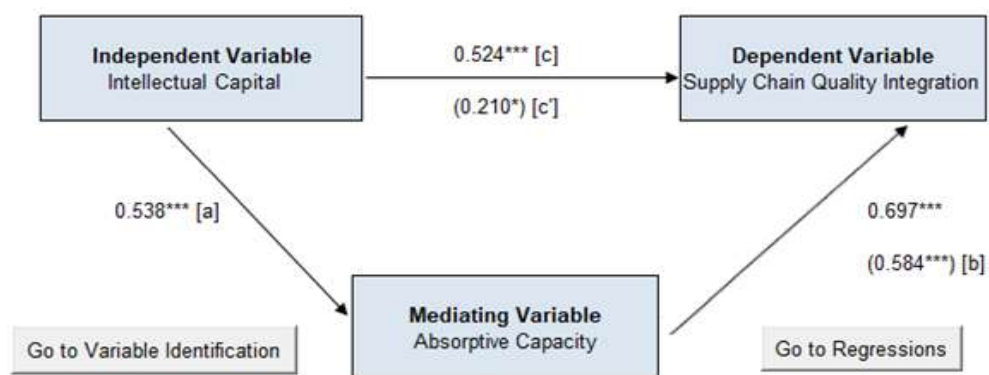 Independent Variable
Intellectual Capital
0.524*** [c]
(0.210*) [c']
Dependent Variable
Supply Chain Quality Integration
0.538*** [a]
0.697***
(0.584***) [b]
Mediating Variable
Absorptive Capacity
Go to Variable Identification
Go to Regressions